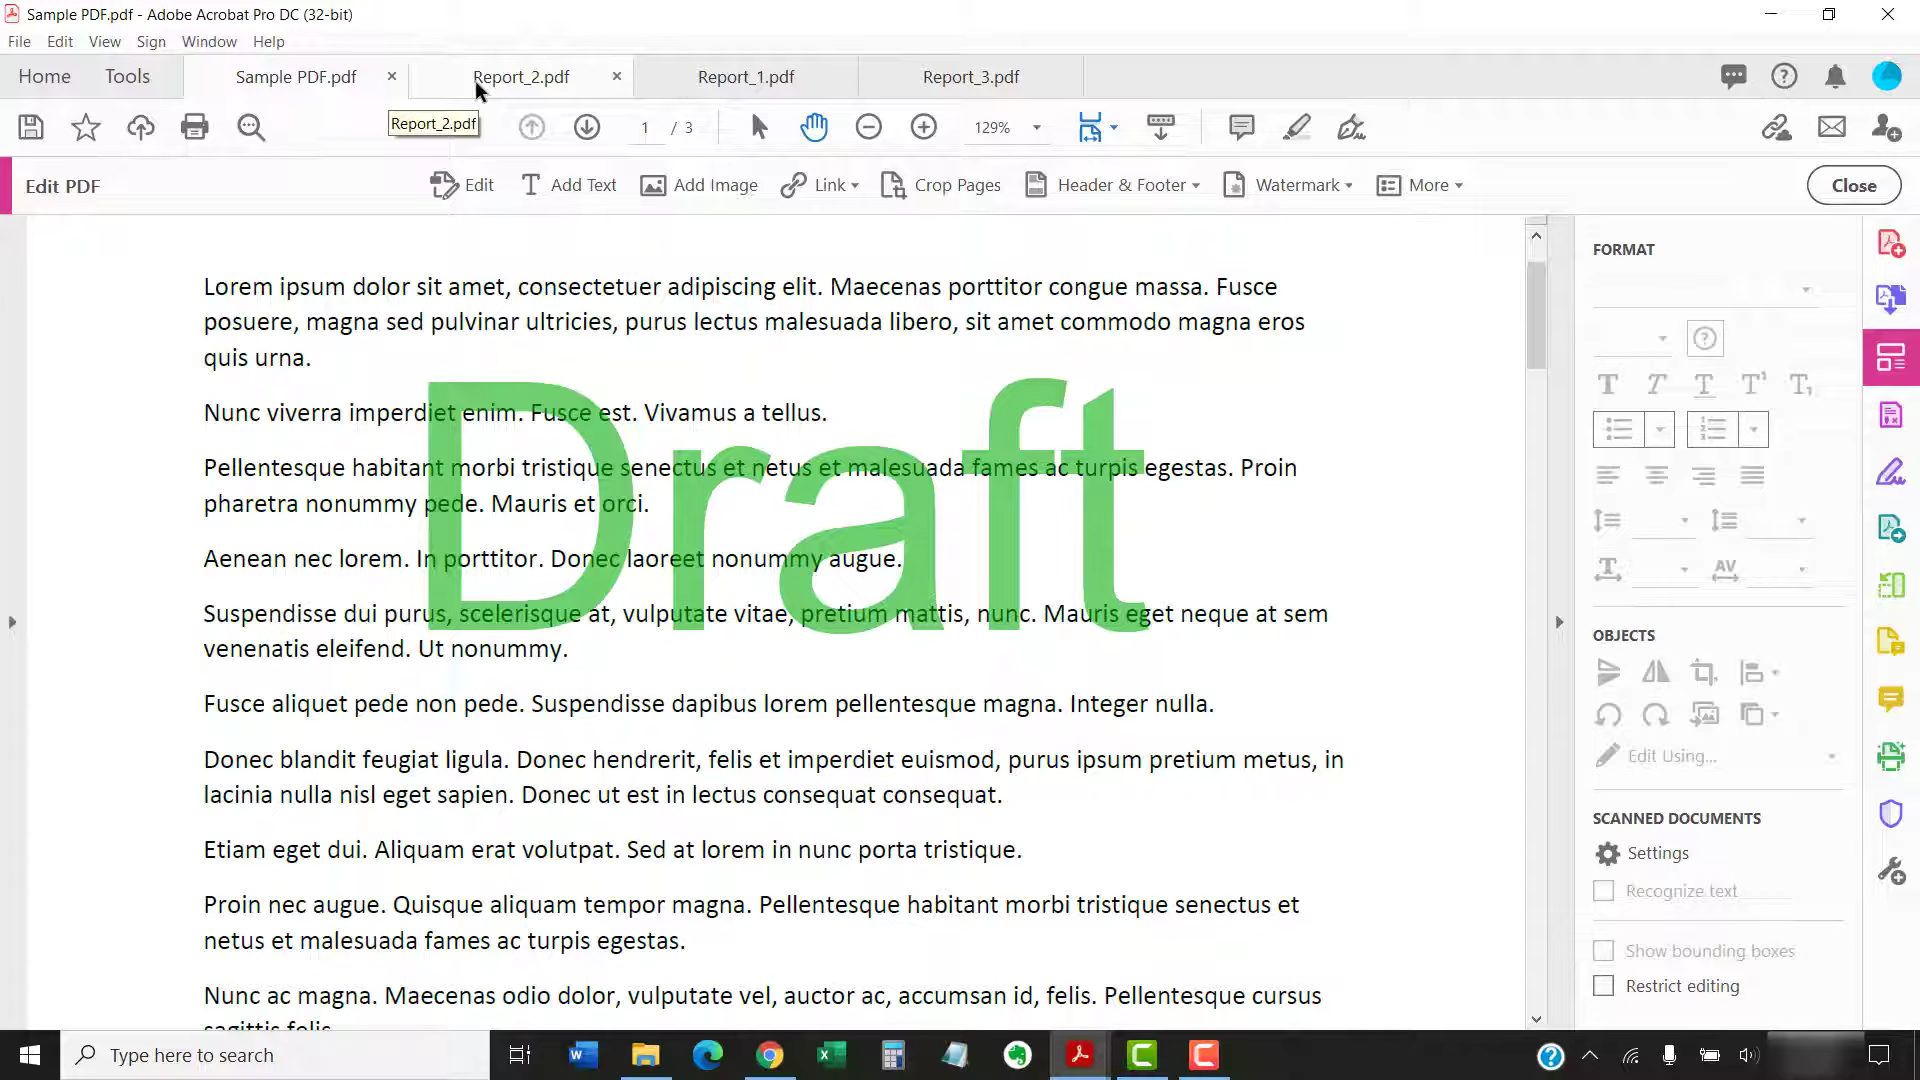 Sample PDF.pdf - Adobe Acrobat Pro DC (32-bit)
File Edit View Sign Window Help
Home Tools Sample PDF.pdf × Report_2.pdf × Report_1.pdf Report_3.pdf
Report_2.pdf
1 / 3 129%
Edit PDF Edit Add Text Add Image Link Crop Pages Header & Footer Watermark More Close
Lorem ipsum dolor sit amet, consectetuer adipiscing elit. Maecenas porttitor congue massa. Fusce
posuere, magna sed pulvinar ultricies, purus lectus malesuada libero, sit amet commodo magna eros
quis urna.
Nunc viverra imperdiet enim. Fusce est. Vivamus a tellus.
Pellentesque habitant morbi tristique senectus et netus et malesuada fames ac turpis egestas. Proin
pharetra nonummy pede. Mauris et orci.
Draft
Aenean nec lorem. In porttitor. Donec laoreet nonummy augue.
Suspendisse dui purus, scelerisque at, vulputate vitae, pretium mattis, nunc. Mauris eget neque at sem
venenatis eleifend. Ut nonummy.
Fusce aliquet pede non pede. Suspendisse dapibus lorem pellentesque magna. Integer nulla.
Donec blandit feugiat ligula. Donec hendrerit, felis et imperdiet euismod, purus ipsum pretium metus, in
lacinia nulla nisl eget sapien. Donec ut est in lectus consequat consequat.
Etiam eget dui. Aliquam erat volutpat. Sed at lorem in nunc porta tristique.
Proin nec augue. Quisque aliquam tempor magna. Pellentesque habitant morbi tristique senectus et
netus et malesuada fames ac turpis egestas.
Nunc ac magna. Maecenas odio dolor, vulputate vel, auctor ac, accumsan id, felis. Pellentesque cursus
sagittis felis.
FORMAT
OBJECTS
Edit Using...
SCANNED DOCUMENTS
Settings
Recognize text
Show bounding boxes
Restrict editing
Type here to search